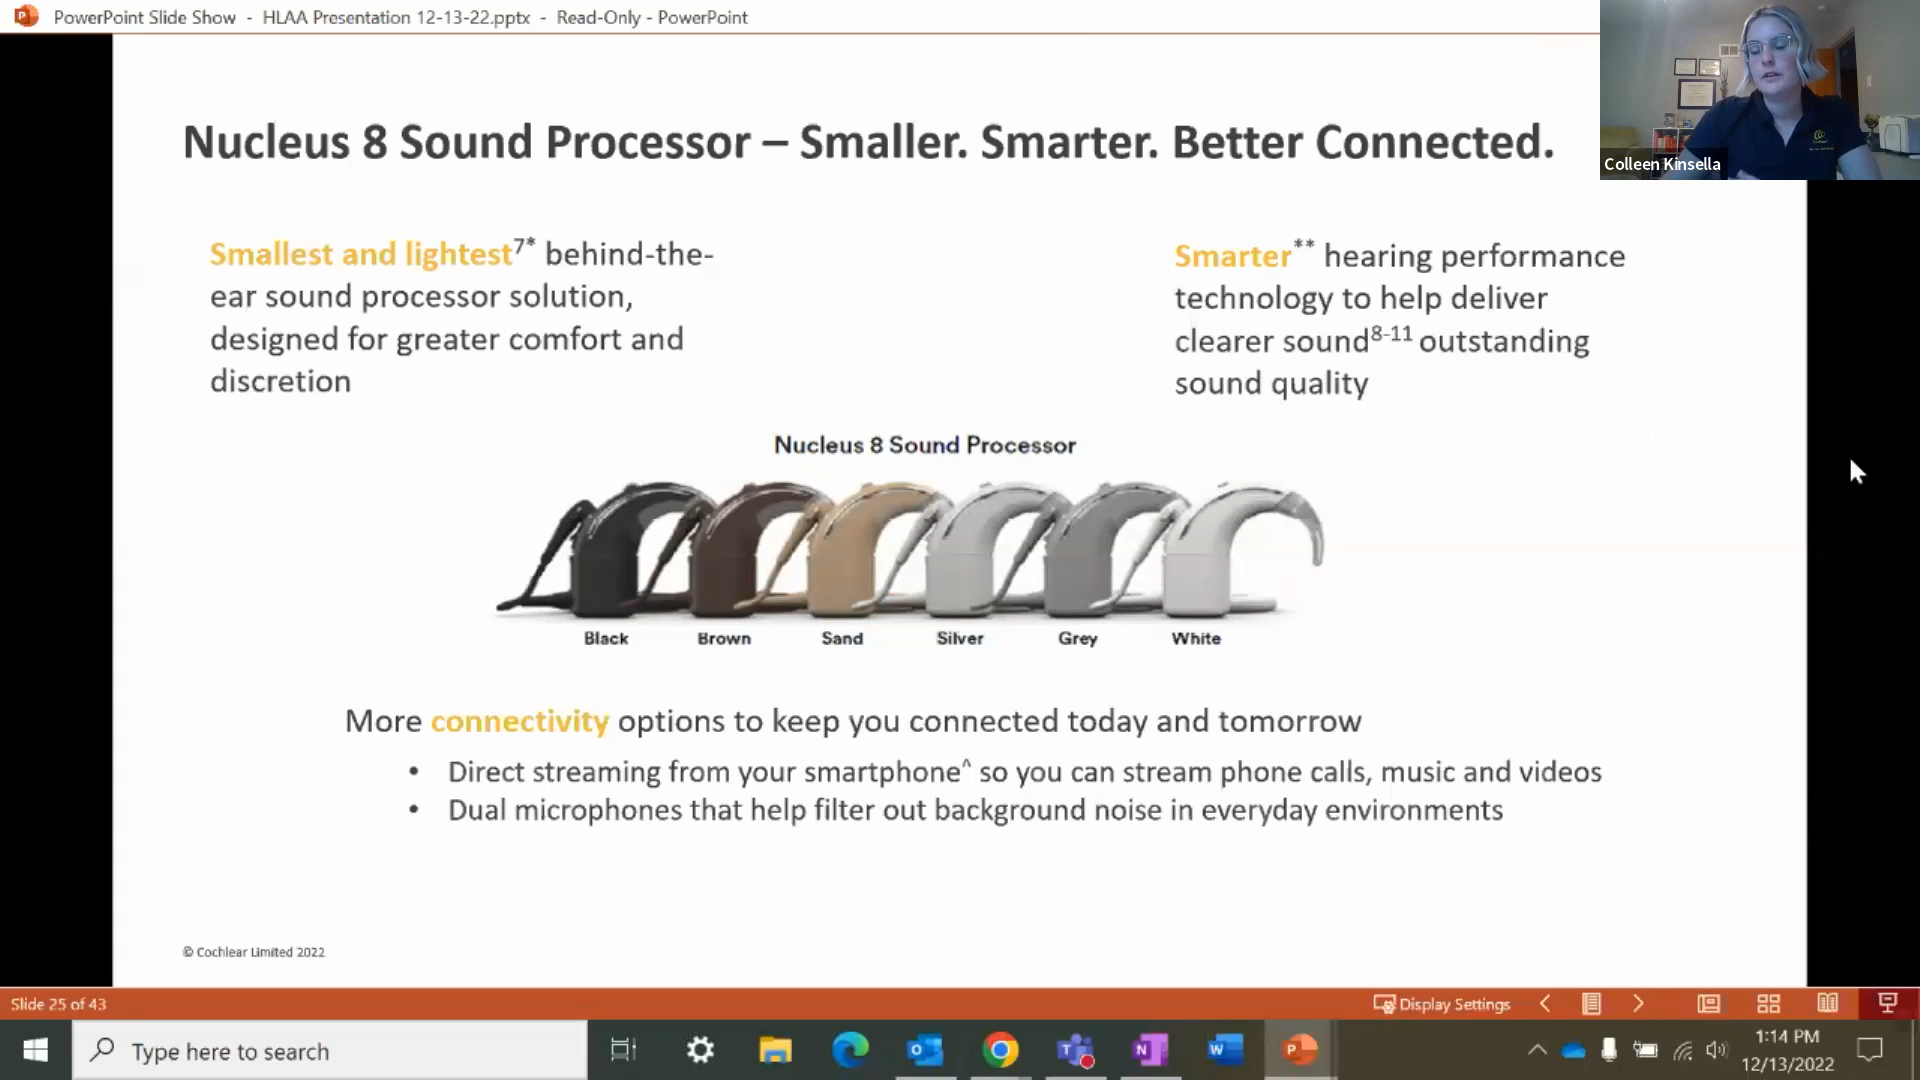 PowerPoint Slide Show - HLAA Presentation 12-13-22.pptx - Read-Only - PowerPoint
Colleen Kinsella
Nucleus 8 Sound Processor – Smaller. Smarter. Better Connected.
Smallest and lightest7* behind-the-
ear sound processor solution,
designed for greater comfort and
discretion
Smarter** hearing performance
technology to help deliver
clearer sound8-11 outstanding
sound quality
Nucleus 8 Sound Processor
Black Brown Sand Silver Grey White
More connectivity options to keep you connected today and tomorrow
• Direct streaming from your smartphone^ so you can stream phone calls, music and videos
• Dual microphones that help filter out background noise in everyday environments
© Cochlear Limited 2022
Slide 25 of 43
Display Settings
Type here to search
1:14 PM
12/13/2022